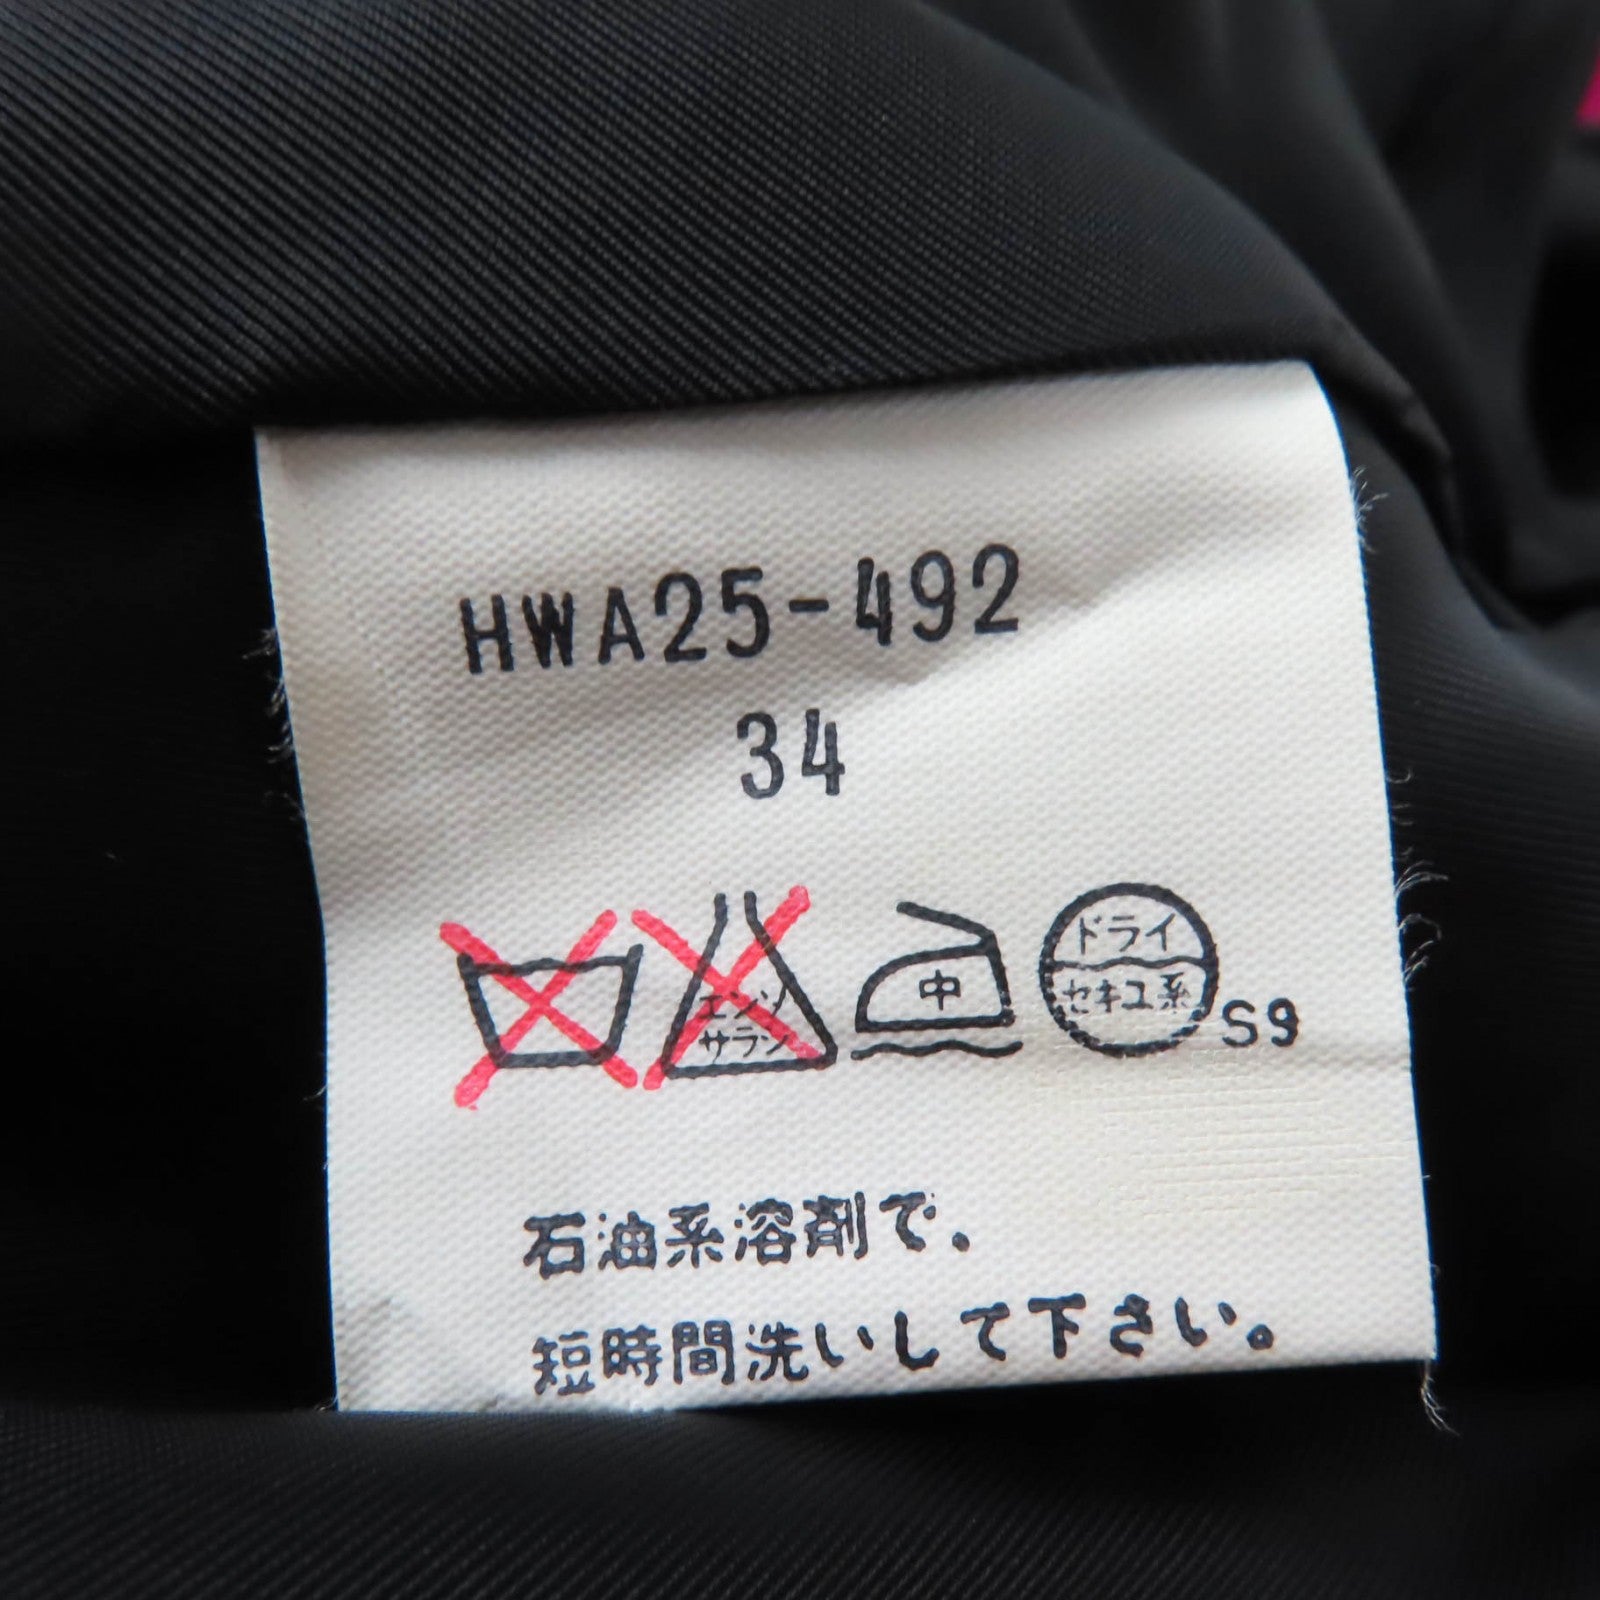 HWA25-492
34
エンソ サラシ 中 ドライ セキユ系 S9
石油系溶剤で、
短時間洗いして下さい。